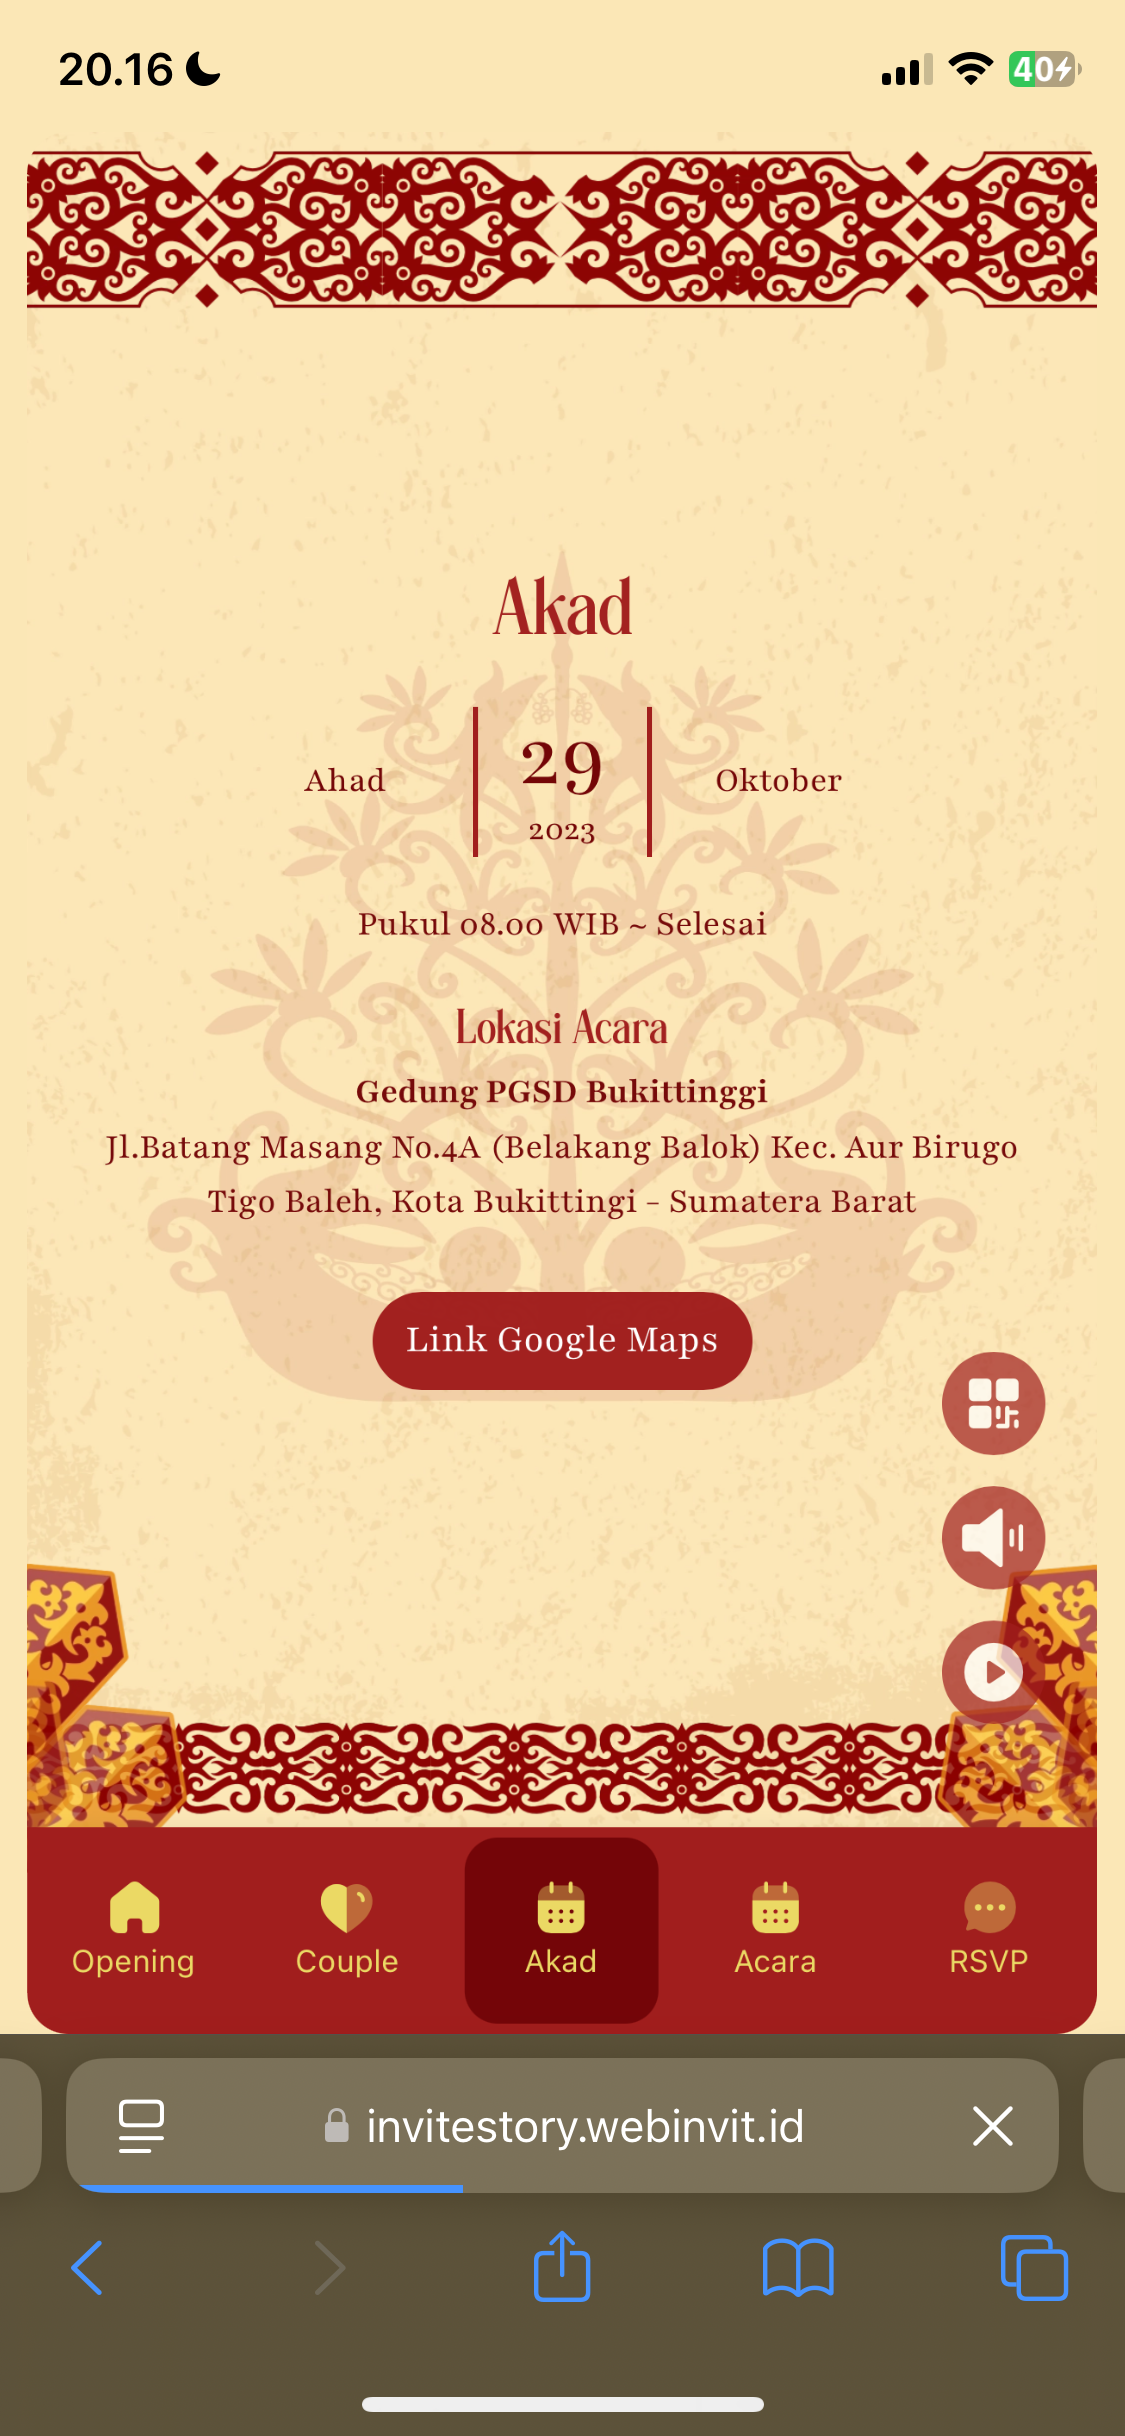 20.16
40
Akad
Ahad
29
2023
Oktober
Pukul 08.00 WIB ~ Selesai
Lokasi Acara
Gedung PGSD Bukittinggi
Jl.Batang Masang No.4A (Belakang Balok) Kec. Aur Birugo
Tigo Baleh, Kota Bukittingi - Sumatera Barat
Link Google Maps
Opening
Couple
Akad
Acara
RSVP
invitestory.webinvit.id